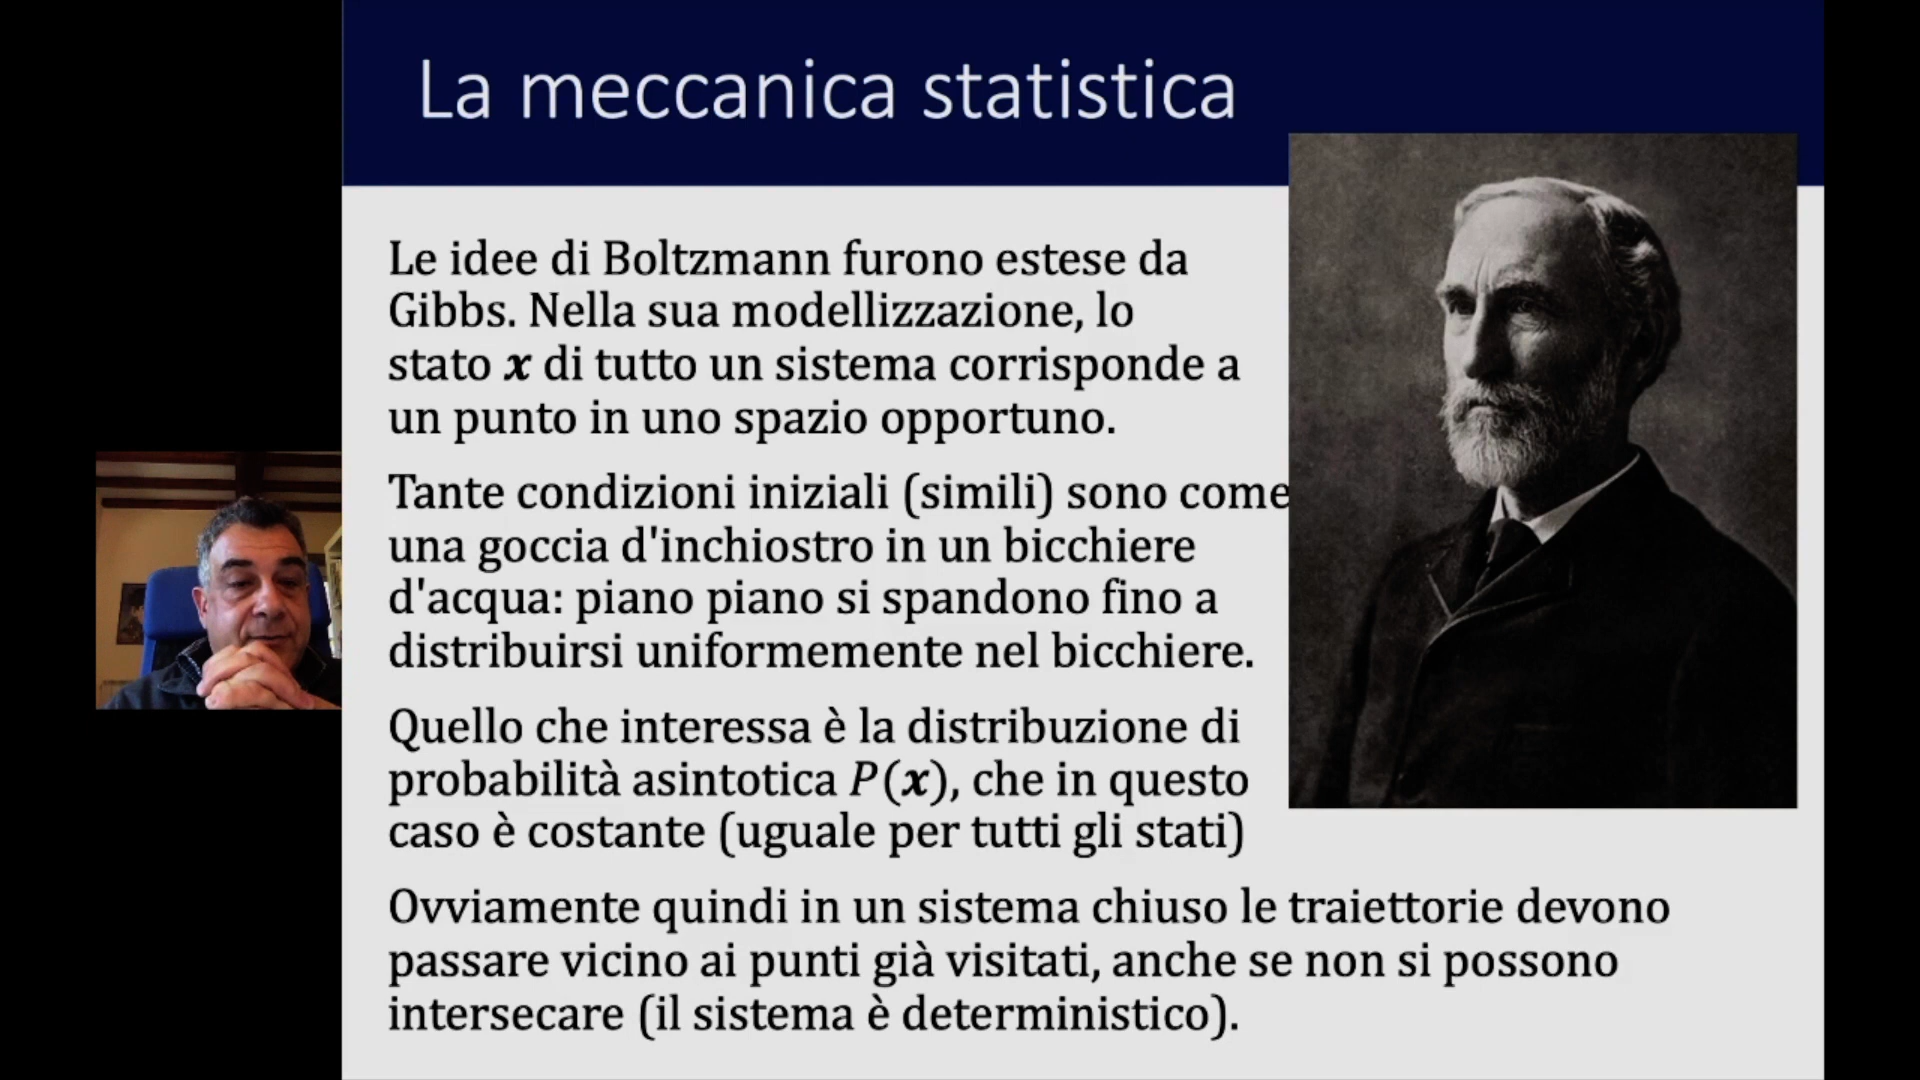 La meccanica statistica
Le idee di Boltzmann furono estese da
Gibbs. Nella sua modellizzazione, lo
stato x di tutto un sistema corrisponde a
un punto in uno spazio opportuno.
Tante condizioni iniziali (simili) sono come
una goccia d'inchiostro in un bicchiere
d'acqua: piano piano si spandono fino a
distribuirsi uniformemente nel bicchiere.
Quello che interessa è la distribuzione di
probabilità asintotica P(x), che in questo
caso è costante (uguale per tutti gli stati)
Ovviamente quindi in un sistema chiuso le traiettorie devono
passare vicino ai punti già visitati, anche se non si possono
intersecare (il sistema è deterministico).